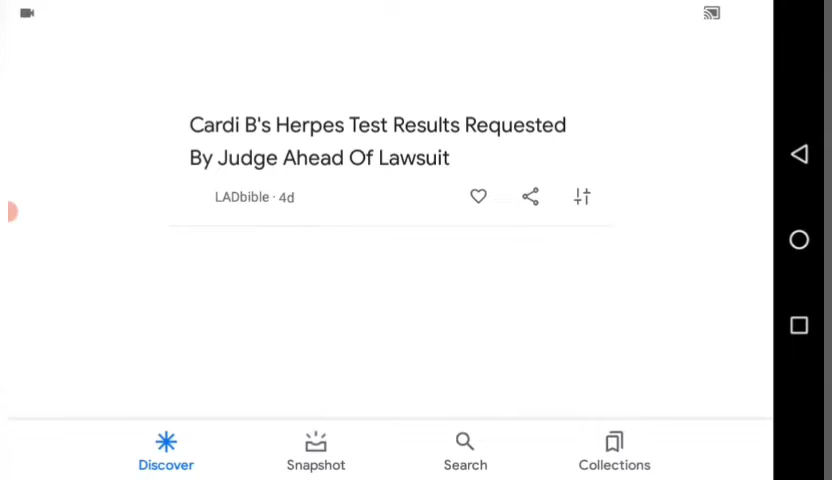 Cardi B's Herpes Test Results Requested
By Judge Ahead Of Lawsuit
LADbible · 4d
Discover
Snapshot
Search
Collections